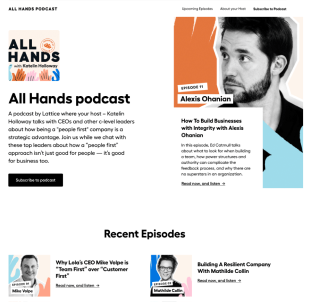 ALL HANDS PODCAST
Upcoming Episodes
About your Host
Subscribe to Podcast
ALL
HANDS
with Katelin Holloway
All Hands podcast
A podcast by Lattice where your host – Katelin
Holloway talks with CEOs and other c-level leaders
about how being a "people first" company is a
strategic advantage. Join us while we chat with
these top leaders about how a "people first"
approach isn't just good for people — it's good
for business too.
Subscribe to podcast
EPISODE 11
Alexis Ohanian
How To Build Businesses
with Integrity with Alexis
Ohanian
In this episode, Ed Catmull talks
about what to look for when building
a team, how power structures and
authority can complicate the
feedback process, and why there are
no superstars in an organization.
Read now, and listen →
Recent Episodes
Mike Volpe
Why Lola's CEO Mike Volpe is
"Team First" over "Customer
First"
Read now, and listen →
Mathilde Collin
Building A Resilient Company
With Mathilde Collin
Read now, and listen →